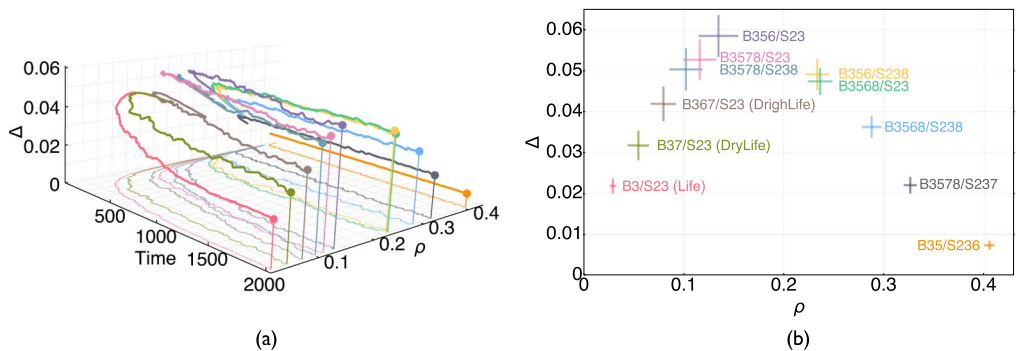 (a)
0.06
0.04
0.02
0
Δ
500
1000
1500
2000
Time
0.1
0.2
0.3
0.4
ρ
(b)
0.06
0.05
0.04
0.03
0.02
0.01
0
Δ
B356/S23
B3578/S23
B3578/S238
B356/S238
B3568/S23
B367/S23 (DrighLife)
B3568/S238
B37/S23 (DryLife)
B3/S23 (Life)
B3578/S237
B35/S236
0
0.1
0.2
0.3
0.4
ρ
(a)
(b)